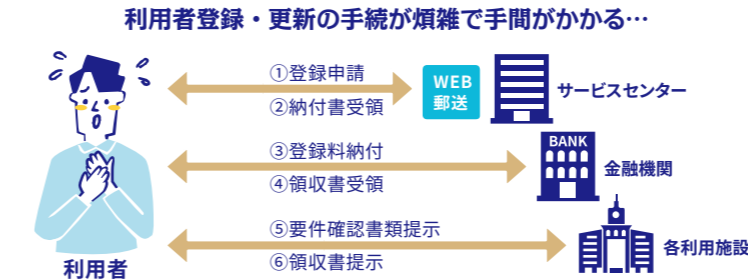 利用者登録・更新の手続が煩雑で手間がかかる…
①登録申請
②納付書受領
WEB
郵送
サービスセンター
③登録料納付
④領収書受領
BANK
金融機関
⑤要件確認書類提示
⑥領収書提示
各利用施設
利用者